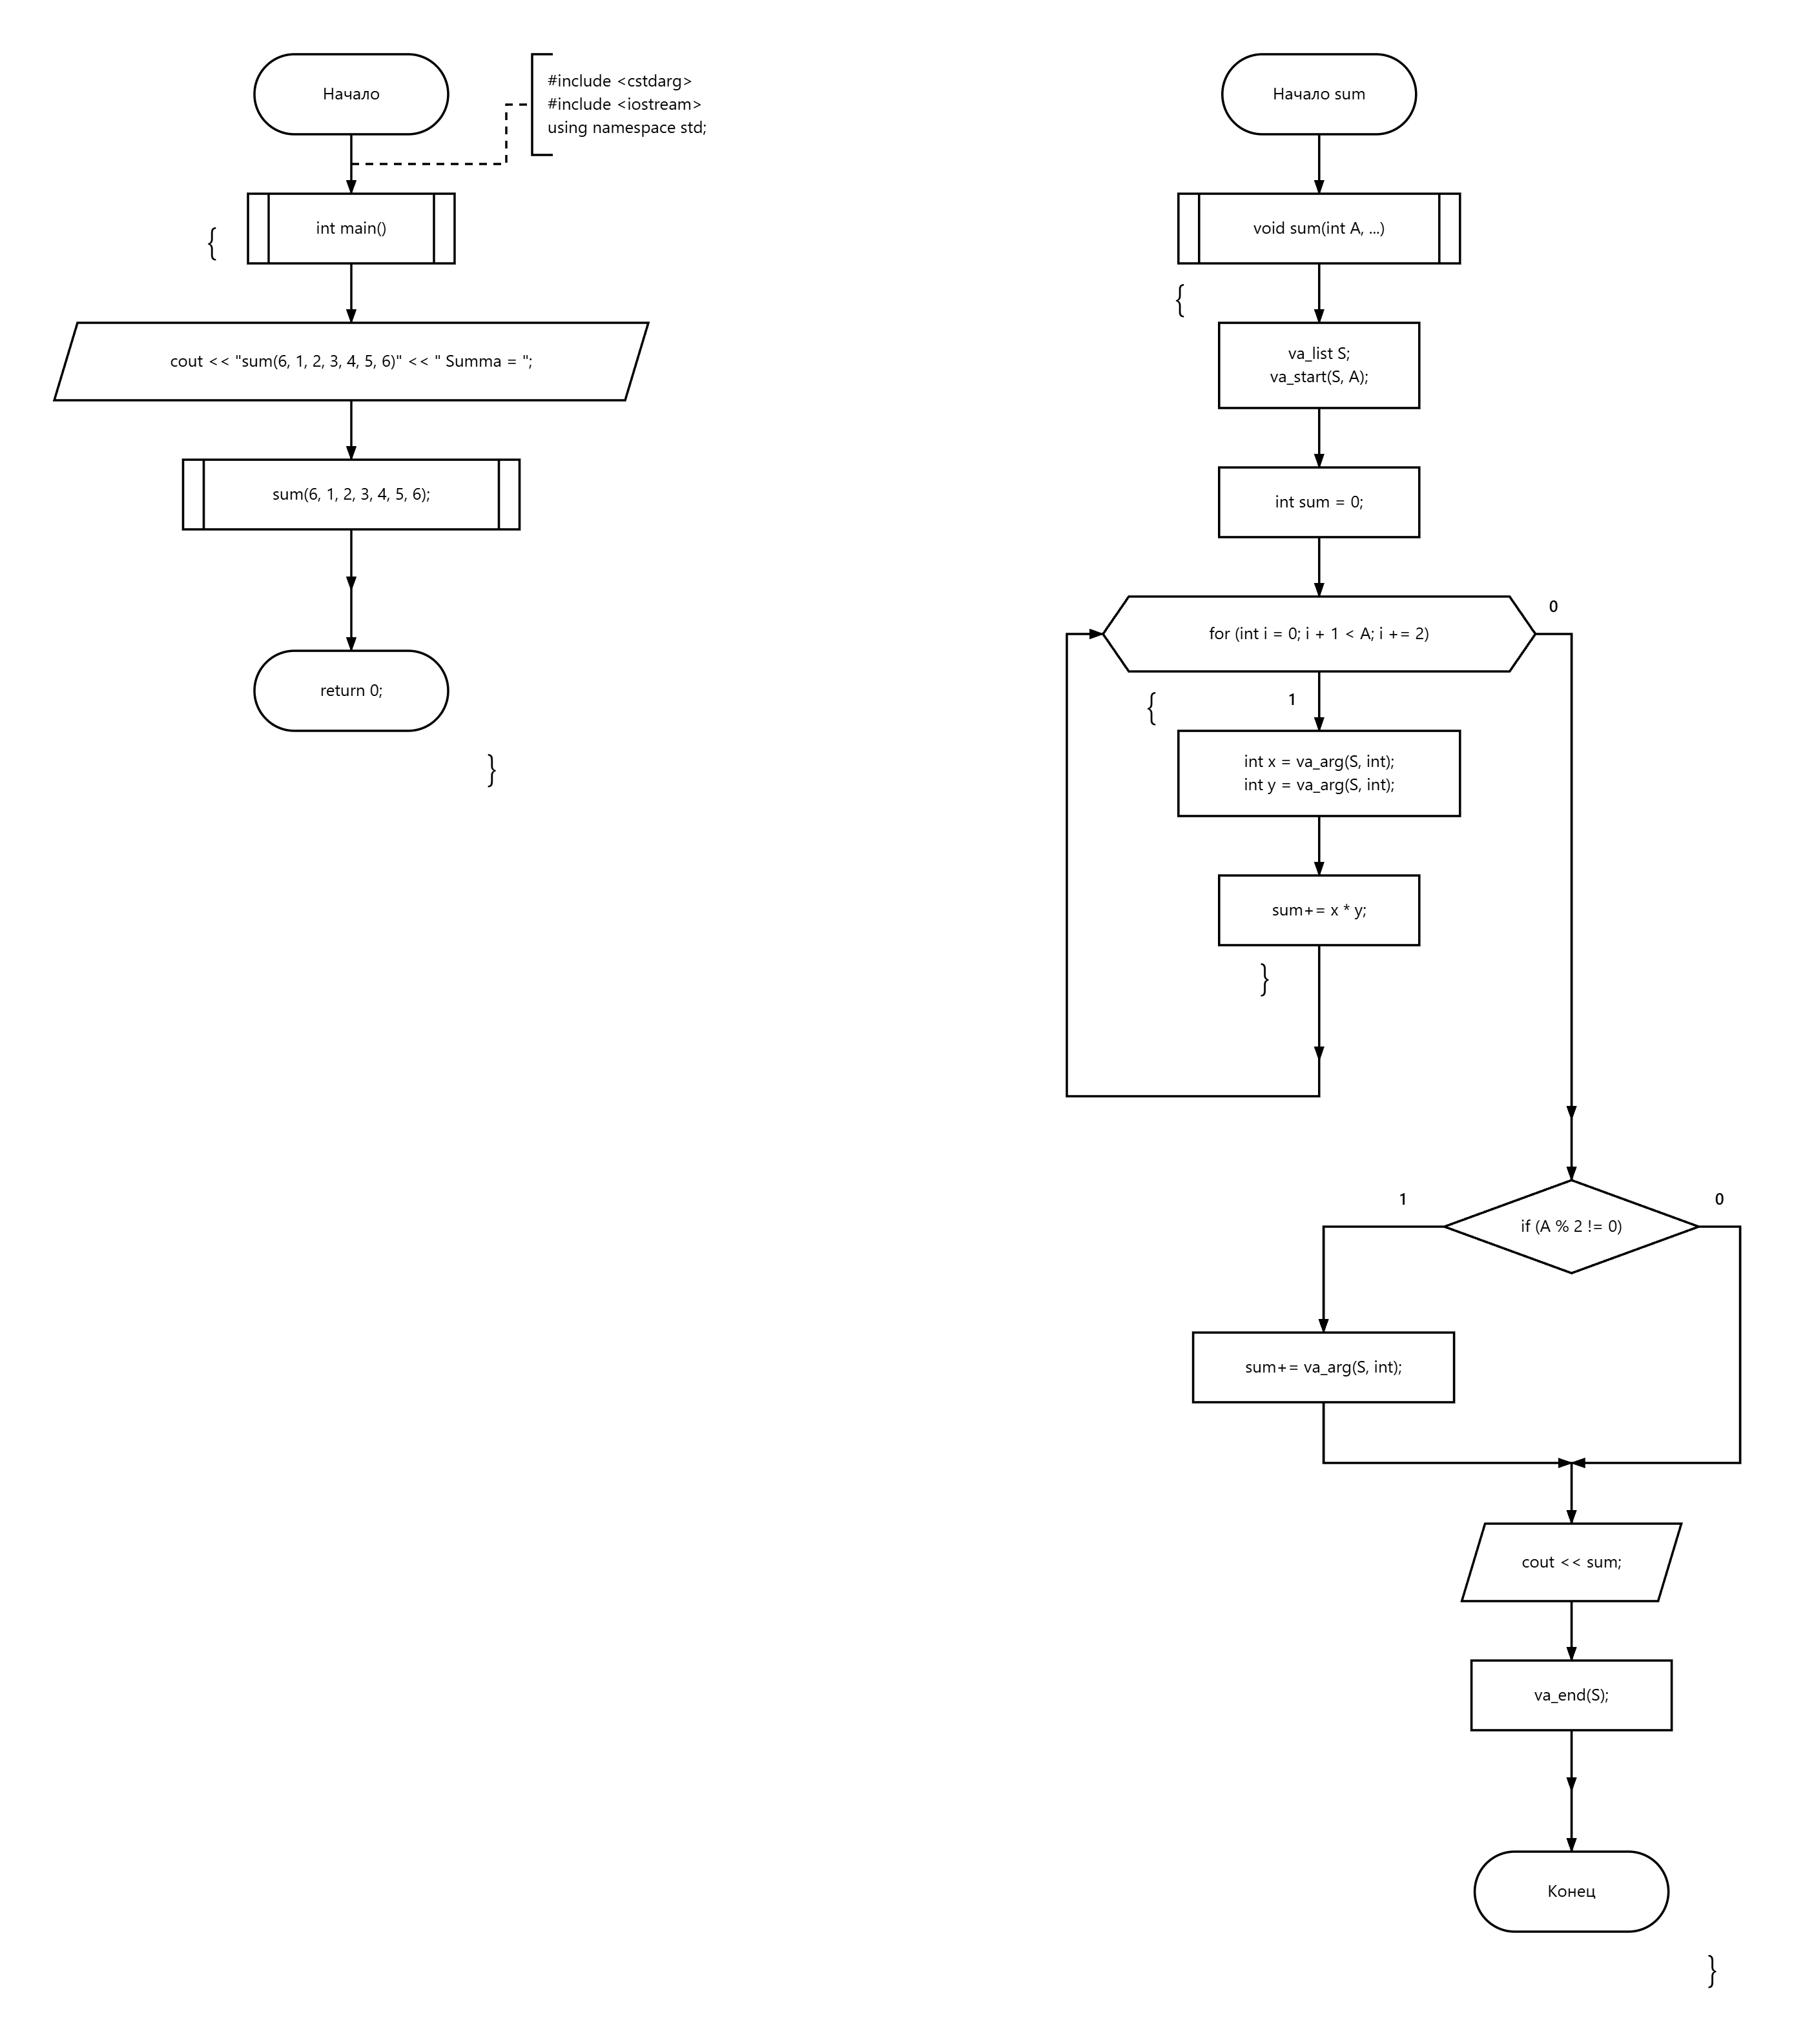 Начало
#include <cstdarg>
#include <iostream>
using namespace std;
int main()
{
cout << "sum(6, 1, 2, 3, 4, 5, 6)" << " Summa = ";
sum(6, 1, 2, 3, 4, 5, 6);
return 0;
}
Начало sum
void sum(int A, ...)
{
va_list S;
va_start(S, A);
int sum = 0;
for (int i = 0; i + 1 < A; i += 2)
0
1
{
int x = va_arg(S, int);
int y = va_arg(S, int);
sum+= x * y;
}
if (A % 2 != 0)
1
0
sum+= va_arg(S, int);
cout << sum;
va_end(S);
Конец
}